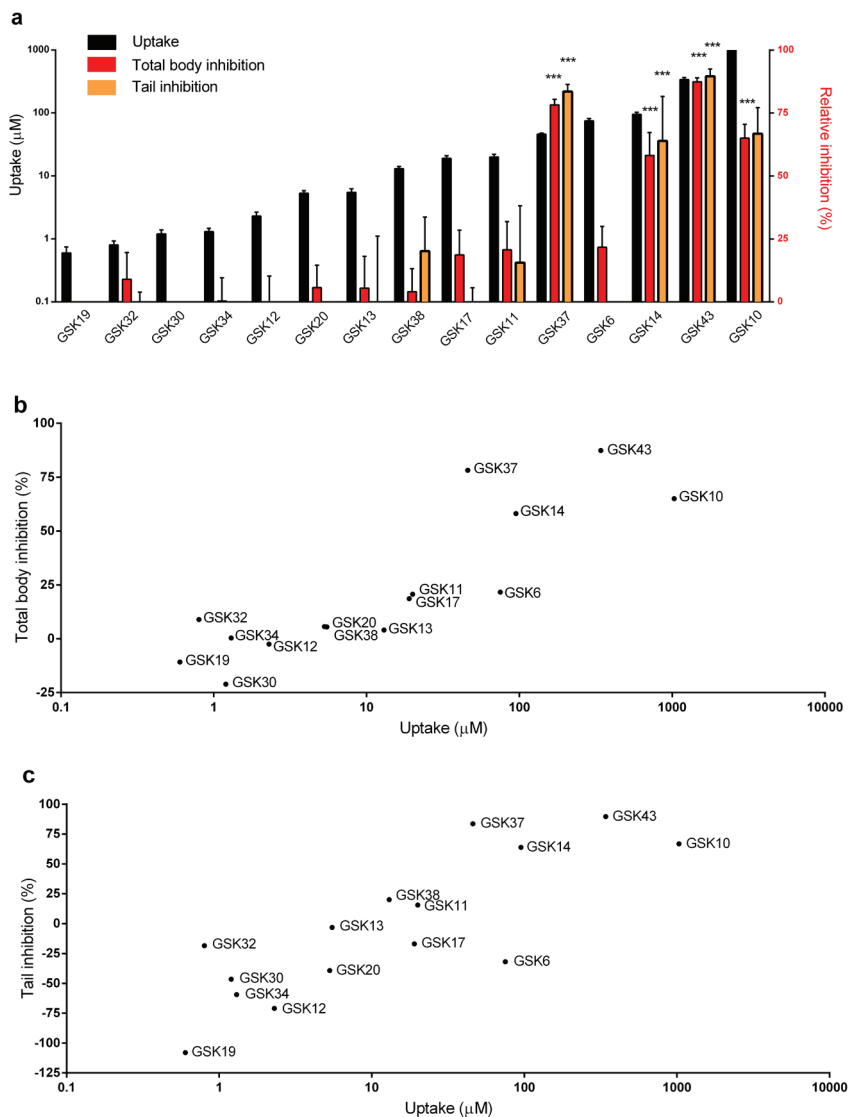 a
Uptake
Total body inhibition
Tail inhibition
1000
100
10
1
0.1
Uptake (μM)
100
75
50
25
0
Relative inhibition (%)
*** *** *** *** *** *** ***
GSK19 GSK32 GSK30 GSK34 GSK12 GSK20 GSK13 GSK38 GSK17 GSK11 GSK37 GSK6 GSK14 GSK43 GSK10
b
100
75
50
25
0
-25
Total body inhibition (%)
GSK43
GSK37
GSK10
GSK14
GSK11
GSK6
GSK17
GSK32
GSK20
GSK34 GSK38 GSK13
GSK12
GSK19
GSK30
0.1 1 10 100 1000 10000
Uptake (μM)
c
100
75
50
25
0
-25
-50
-75
-100
-125
Tail inhibition (%)
GSK43
GSK37
GSK10
GSK14
GSK38
GSK11
GSK13
GSK32 GSK17
GSK6
GSK20
GSK30
GSK34
GSK12
GSK19
0.1 1 10 100 1000 10000
Uptake (μM)